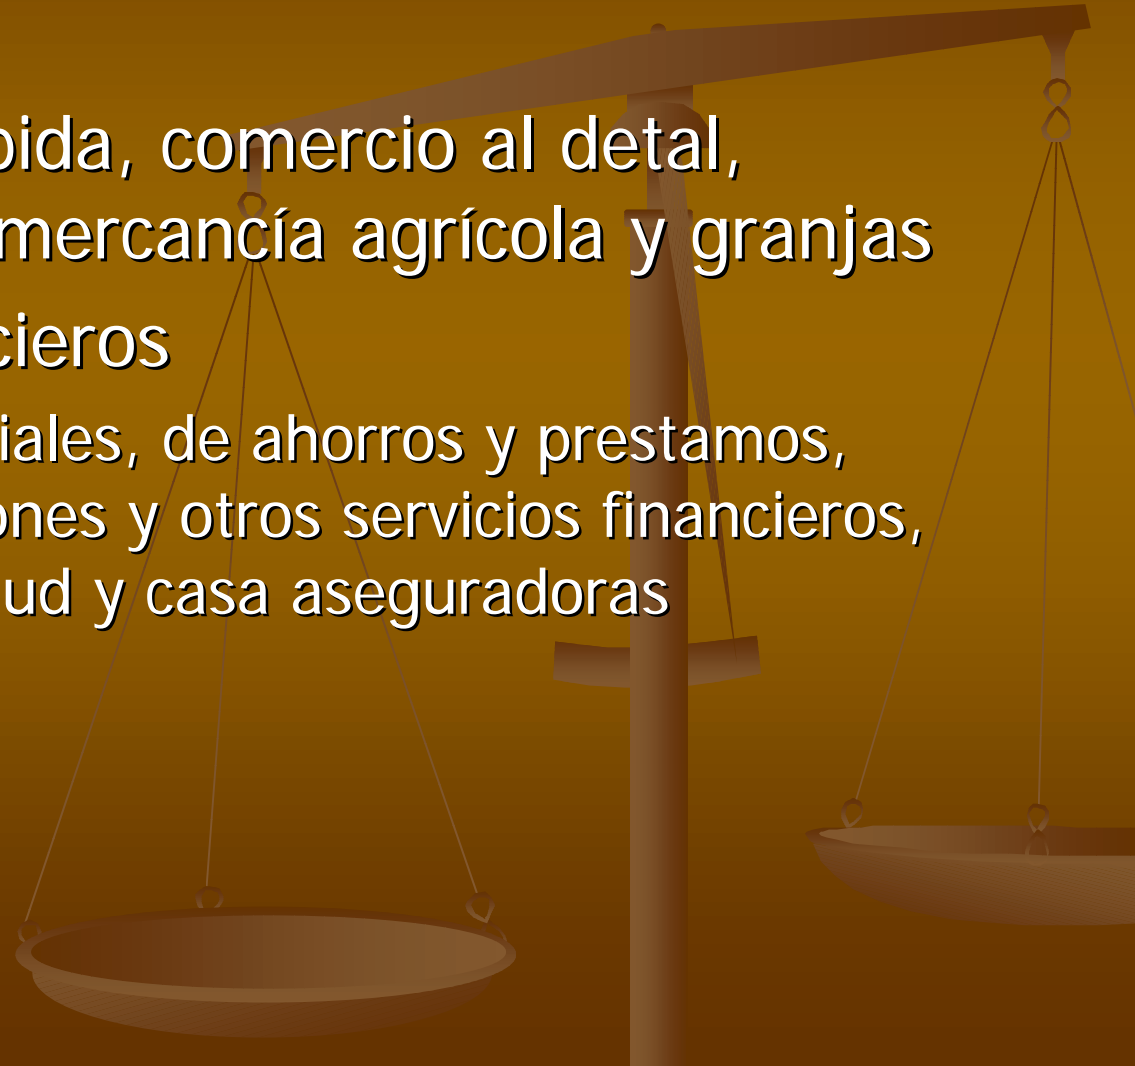 bida, comercio al detal,
mercancía agrícola y granjas
cieros
iales, de ahorros y prestamos,
ones y otros servicios financieros,
ud y casa aseguradoras